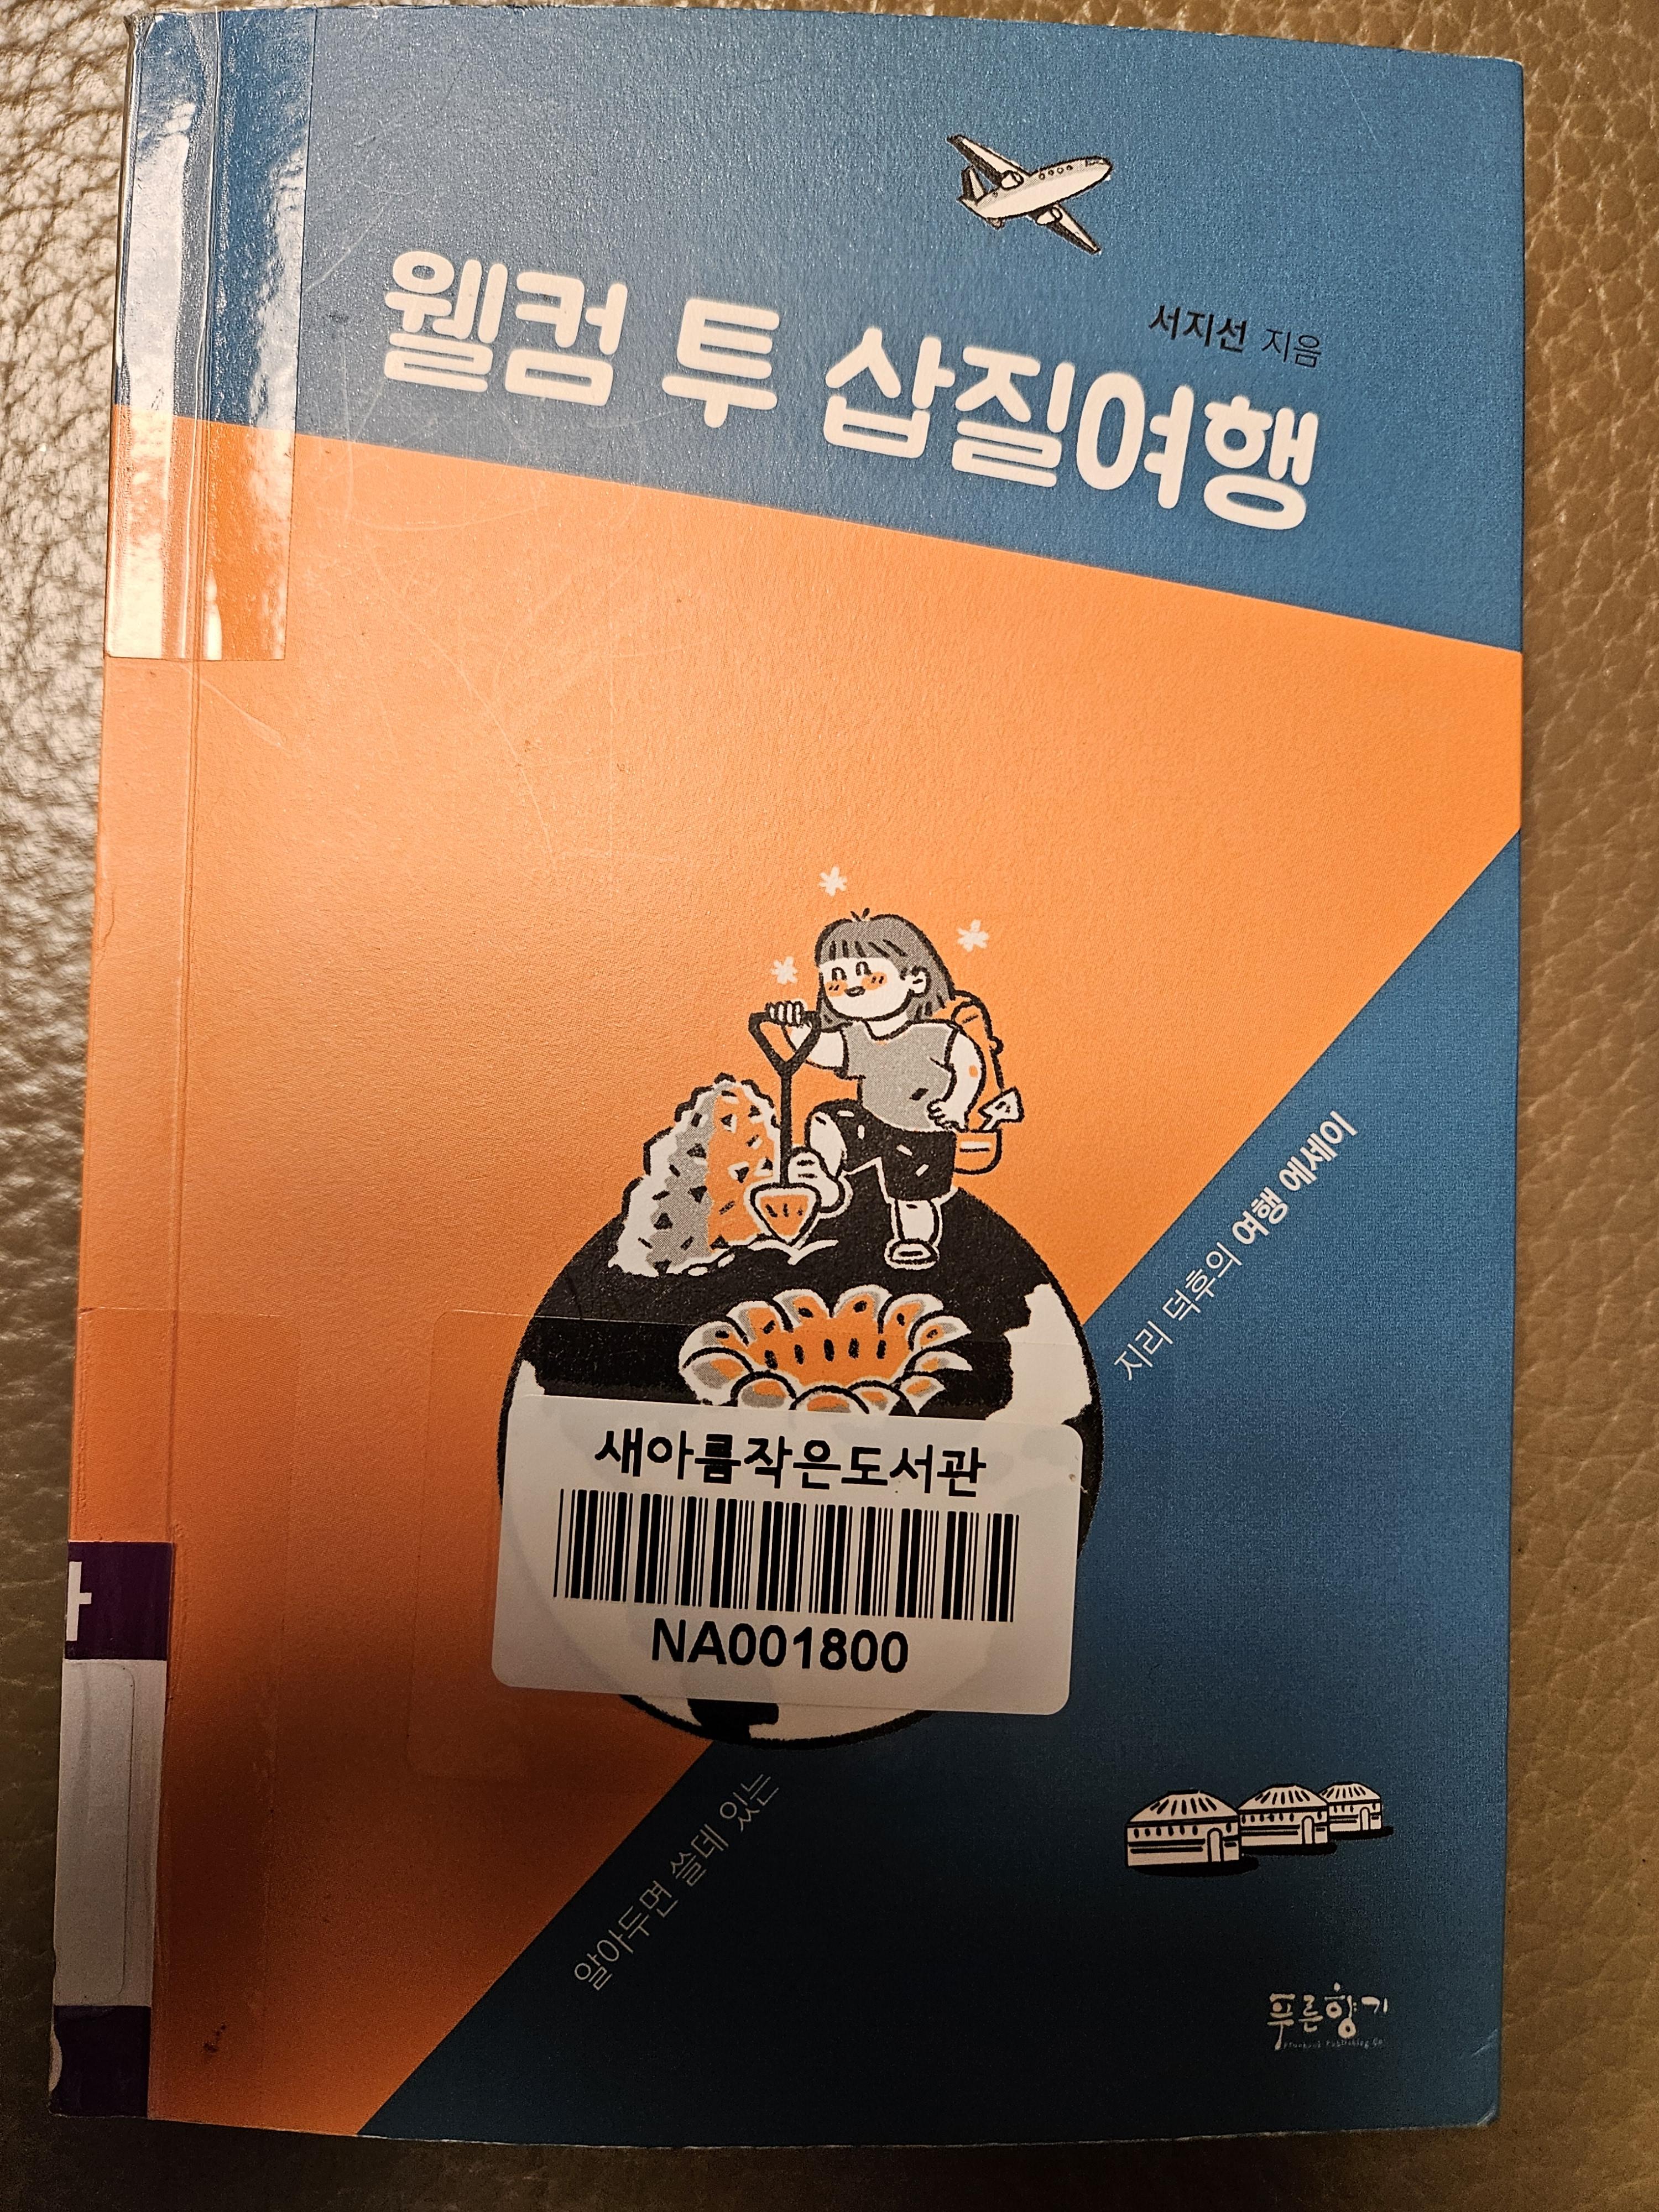 서지선 지음
웰컴 투 삽질여행
알아두면 쓸데 있는
지리 덕후의 여행 에세이
새아름작은도서관
NA001800
푸른향기